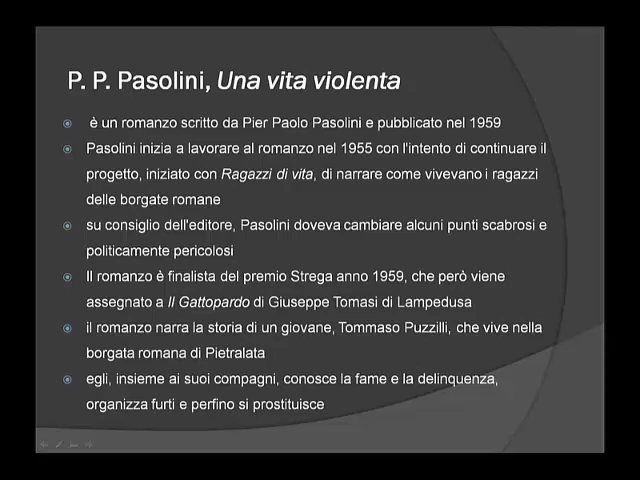 P. P. Pasolini, Una vita violenta
è un romanzo scritto da Pier Paolo Pasolini e pubblicato nel 1959
Pasolini inizia a lavorare al romanzo nel 1955 con l'intento di continuare il
progetto, iniziato con Ragazzi di vita, di narrare come vivevano i ragazzi
delle borgate romane
su consiglio dell'editore, Pasolini doveva cambiare alcuni punti scabrosi e
politicamente pericolosi
Il romanzo è finalista del premio Strega anno 1959, che però viene
assegnato a Il Gattopardo di Giuseppe Tomasi di Lampedusa
il romanzo narra la storia di un giovane, Tommaso Puzzilli, che vive nella
borgata romana di Pietralata
egli, insieme ai suoi compagni, conosce la fame e la delinquenza,
organizza furti e perfino si prostituisce